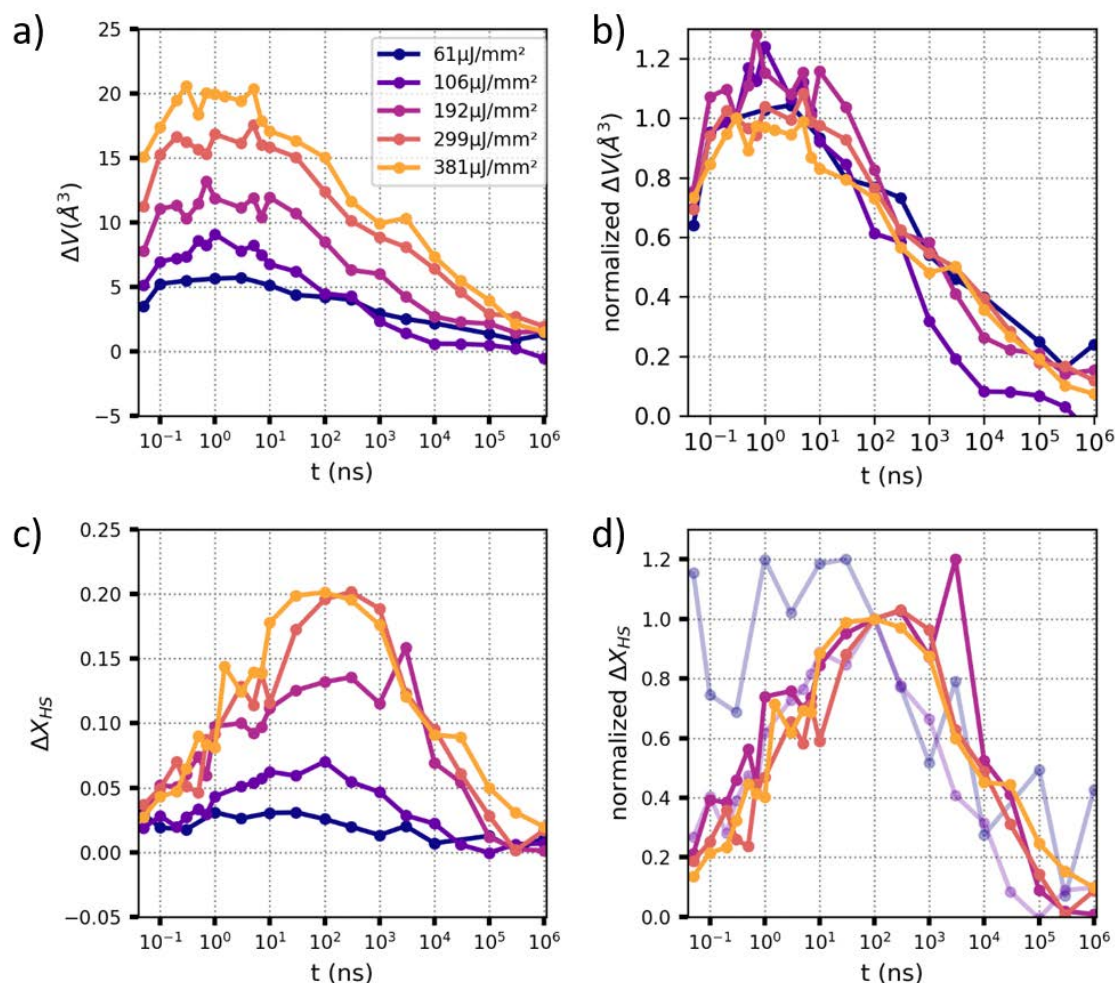 a)
25
20
15
10
5
0
−5
ΔV(Å³)
61μJ/mm²
106μJ/mm²
192μJ/mm²
299μJ/mm²
381μJ/mm²
10⁻¹ 10⁰ 10¹ 10² 10³ 10⁴ 10⁵ 10⁶
t (ns)
b)
1.2
1.0
0.8
0.6
0.4
0.2
0.0
normalized ΔV(Å³)
10⁻¹ 10⁰ 10¹ 10² 10³ 10⁴ 10⁵ 10⁶
t (ns)
c)
0.25
0.20
0.15
0.10
0.05
0.00
−0.05
ΔX_HS
10⁻¹ 10⁰ 10¹ 10² 10³ 10⁴ 10⁵ 10⁶
t (ns)
d)
1.2
1.0
0.8
0.6
0.4
0.2
0.0
normalized ΔX_HS
10⁻¹ 10⁰ 10¹ 10² 10³ 10⁴ 10⁵ 10⁶
t (ns)